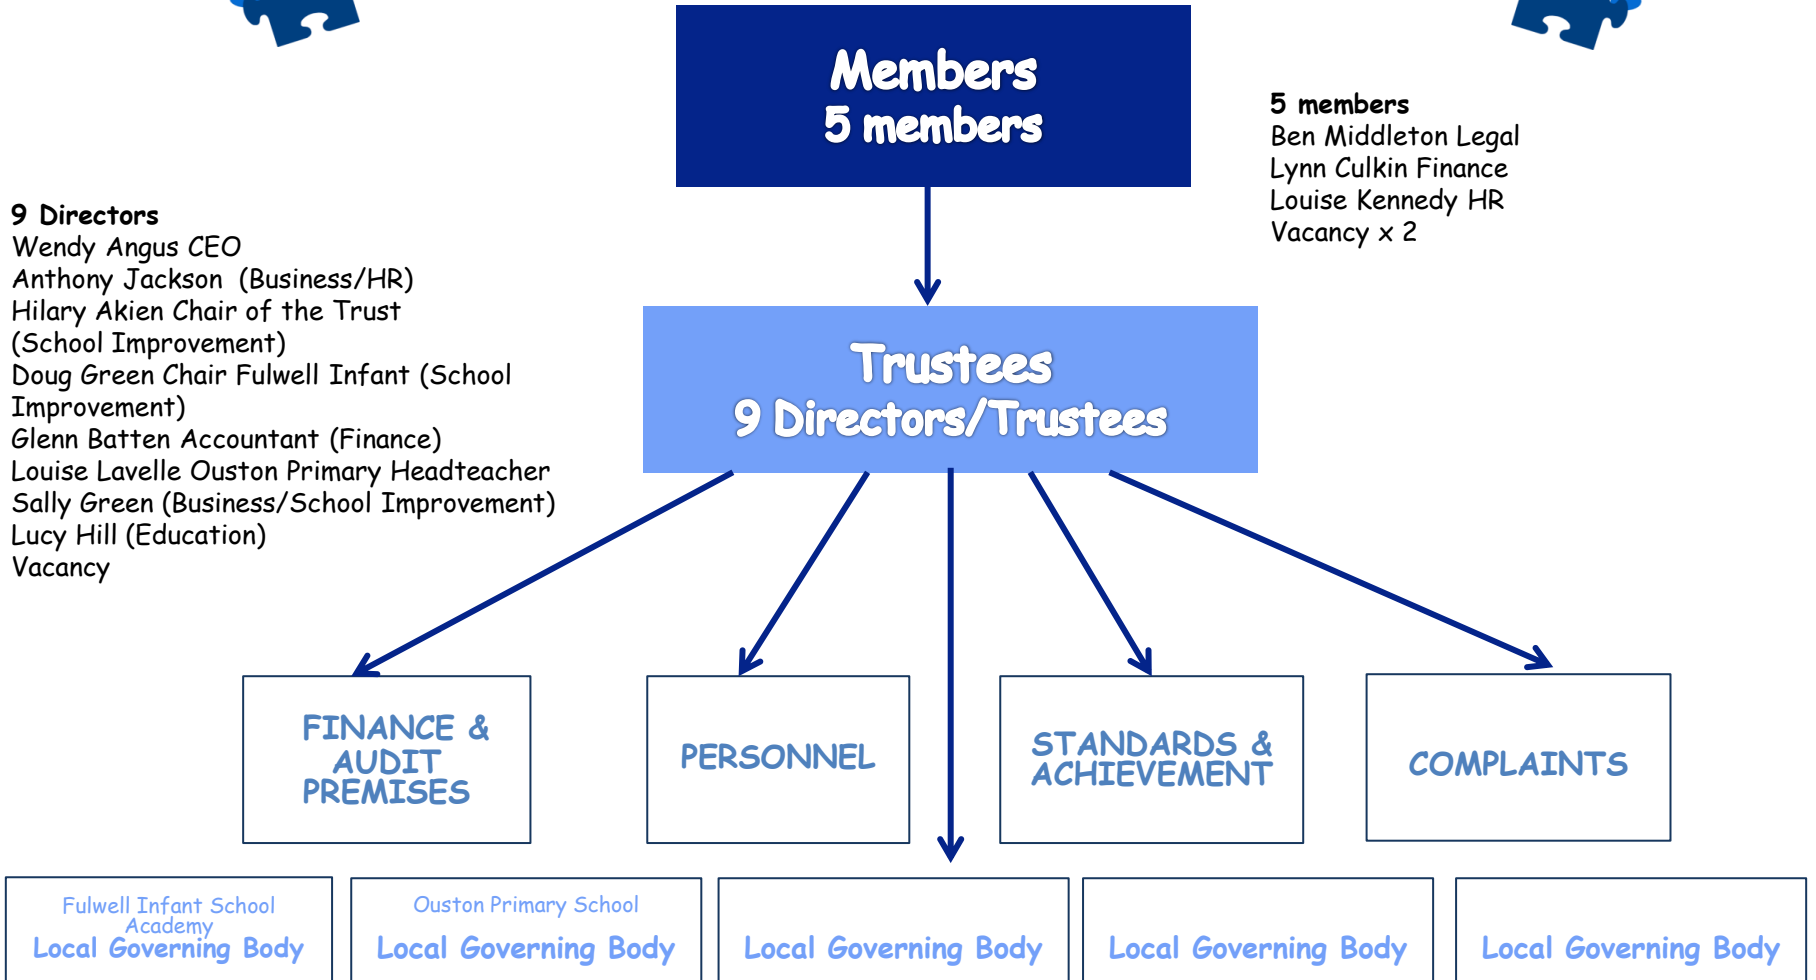 Members
5 members
5 members
Ben Middleton Legal
Lynn Culkin Finance
Louise Kennedy HR
Vacancy x 2
9 Directors
Wendy Angus CEO
Anthony Jackson (Business/HR)
Hilary Akien Chair of the Trust
(School Improvement)
Doug Green Chair Fulwell Infant (School
Improvement)
Glenn Batten Accountant (Finance)
Louise Lavelle Ouston Primary Headteacher
Sally Green (Business/School Improvement)
Lucy Hill (Education)
Vacancy
Trustees
9 Directors/Trustees
FINANCE &
AUDIT
PREMISES
PERSONNEL
STANDARDS &
ACHIEVEMENT
COMPLAINTS
Fulwell Infant School
Academy
Local Governing Body
Ouston Primary School
Local Governing Body
Local Governing Body
Local Governing Body
Local Governing Body